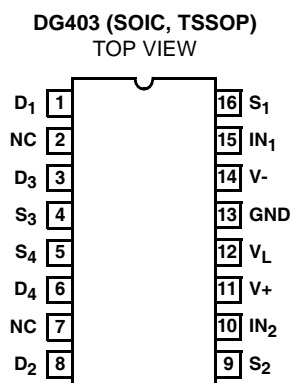 DG403 (SOIC, TSSOP)
TOP VIEW
D1 1 16 S1
NC 2 15 IN1
D3 3 14 V-
S3 4 13 GND
S4 5 12 VL
D4 6 11 V+
NC 7 10 IN2
D2 8 9 S2